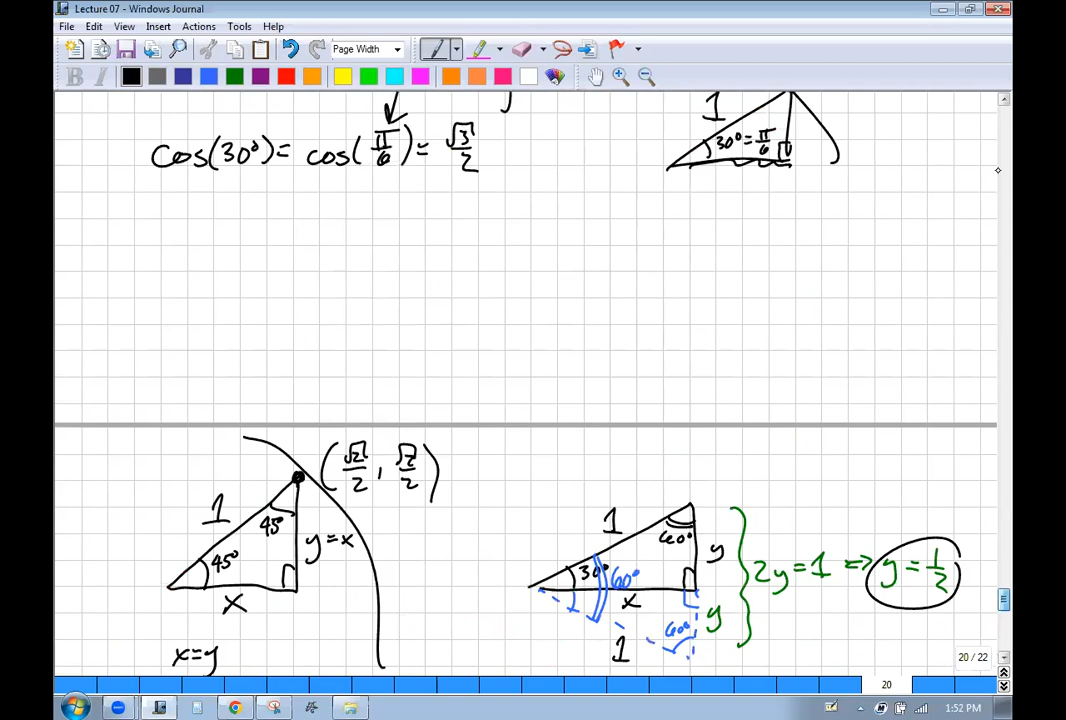 Lecture 07 - Windows Journal
File Edit View Insert Actions Tools Help
Page Width
B I
1
cos(30°) = cos(π/6) = √3/2
30° = π/6
(√2/2, √2/2)
1
45°
45°
y = x
x
x = y
1
60°
30°
60°
y
x
60°
y
1
2y = 1 => y = 1/2
20 / 22
20
1:52 PM